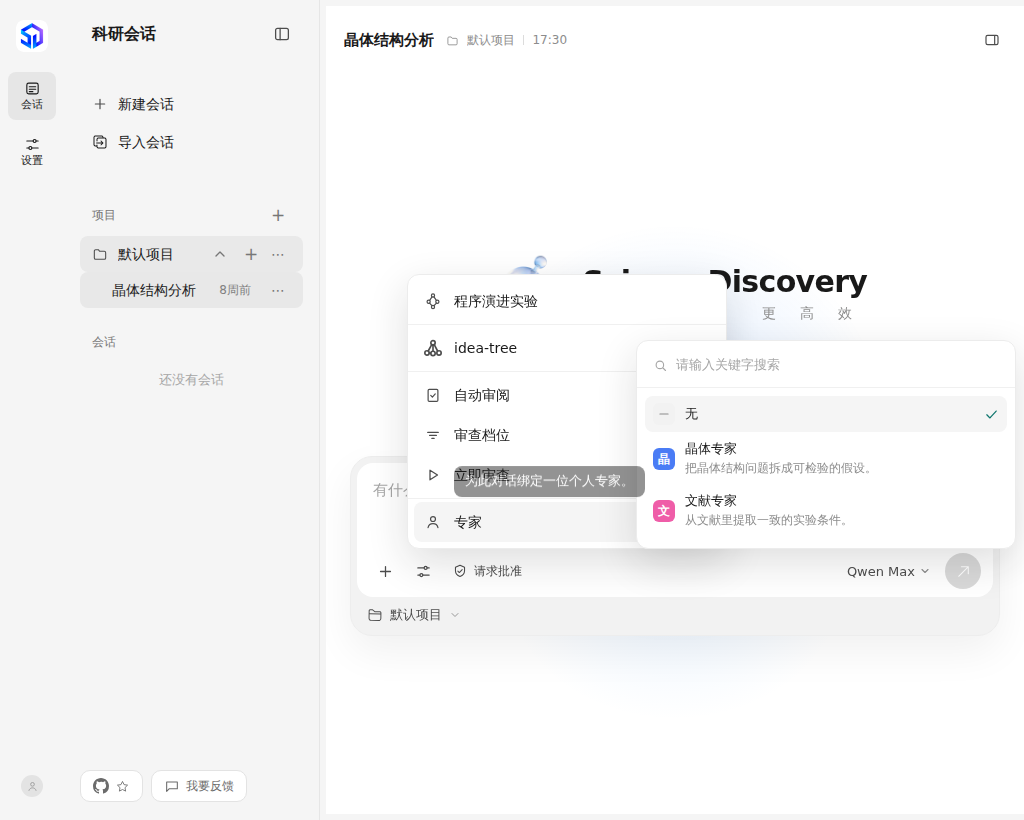 科研会话
晶体结构分析
默认项目
17:30
会话
设置
新建会话
导入会话
项目
默认项目
晶体结构分析
8周前
会话
还没有会话
Discovery
更 高 效
程序演进实验
idea-tree
自动审阅
审查档位
立即审查
为此对话绑定一位个人专家。
专家
请输入关键字搜索
无
晶
晶体专家
把晶体结构问题拆成可检验的假设。
文
文献专家
从文献里提取一致的实验条件。
有什
请求批准
Qwen Max
默认项目
我要反馈